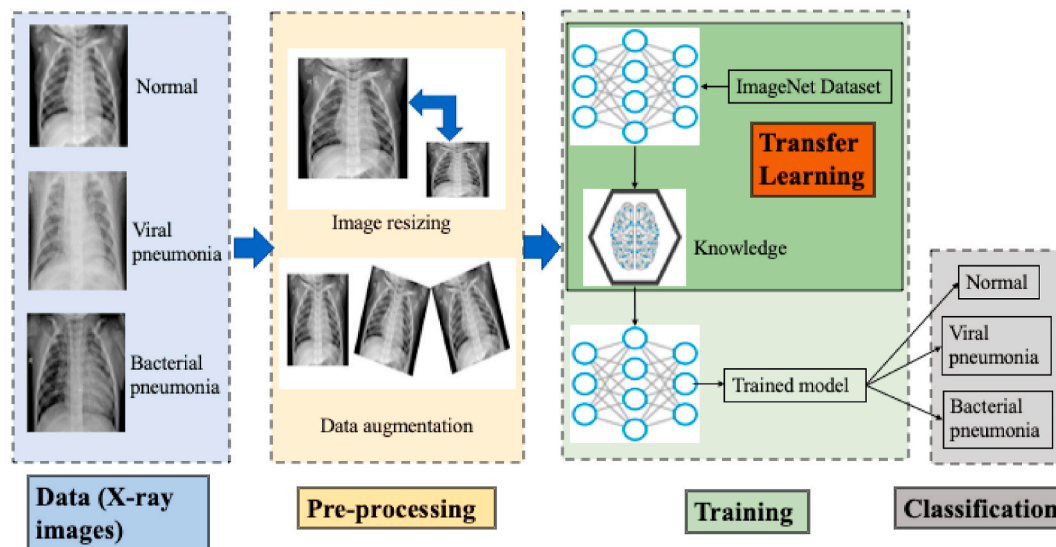 Normal
Viral
pneumonia
Bacterial
pneumonia
Data (X-ray
images)
Image resizing
Data augmentation
Pre-processing
ImageNet Dataset
Transfer
Learning
Knowledge
Trained model
Training
Normal
Viral
pneumonia
Bacterial
pneumonia
Classification